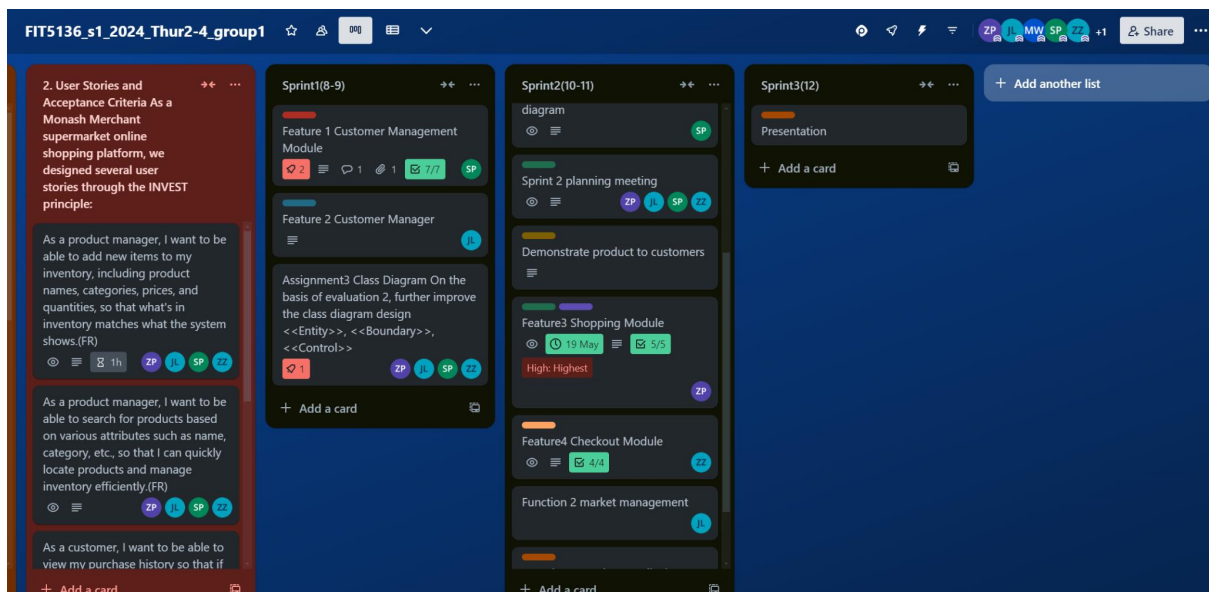 FIT5136_s1_2024_Thur2-4_group1
ZP JL MW SP ZZ +1 Share
2. User Stories and
Acceptance Criteria As a
Monash Merchant
supermarket online
shopping platform, we
designed several user
stories through the INVEST
principle:
As a product manager, I want to be
able to add new items to my
inventory, including product
names, categories, prices, and
quantities, so that what's in
inventory matches what the system
shows.(FR)
1h ZP JL SP ZZ
As a product manager, I want to be
able to search for products based
on various attributes such as name,
category, etc., so that I can quickly
locate products and manage
inventory efficiently.(FR)
ZP JL SP ZZ
As a customer, I want to be able to
view my purchase history so that if
+ Add a card
Sprint1(8-9)
Feature 1 Customer Management
Module
2 1 1 7/7 SP
Feature 2 Customer Manager
JL
Assignment3 Class Diagram On the
basis of evaluation 2, further improve
the class diagram design
<<Entity>>, <<Boundary>>,
<<Control>>
1 ZP JL SP ZZ
+ Add a card
Sprint2(10-11)
diagram
SP
Sprint 2 planning meeting
ZP JL SP ZZ
Demonstrate product to customers
Feature3 Shopping Module
19 May 5/5
High: Highest
ZP
Feature4 Checkout Module
4/4 ZZ
Function 2 market management
JL
+ Add a card
Sprint3(12)
Presentation
+ Add a card
+ Add another list